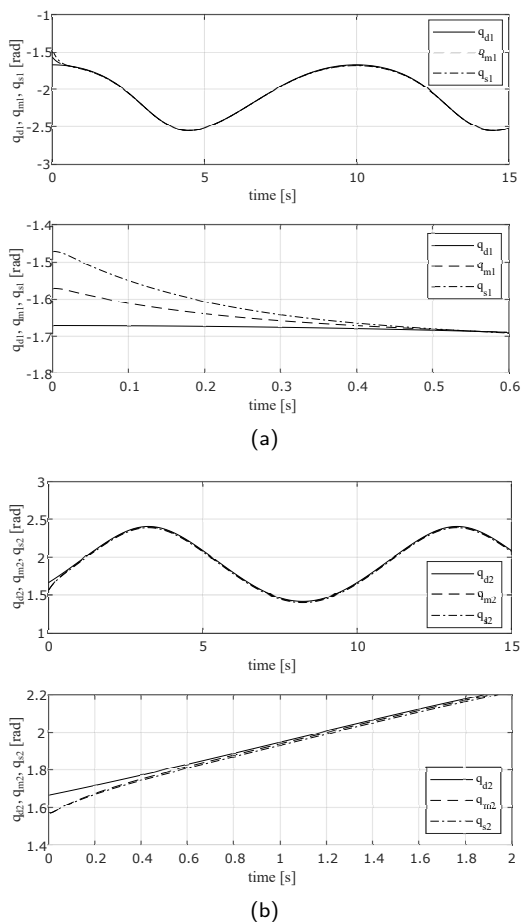 q_d1, q_m1, q_s1 [rad]
-1
-1.5
-2
-2.5
-3
q_d1
q_m1
q_s1
0 5 10 15
time [s]
q_d1, q_m1, q_s1 [rad]
-1.4
-1.5
-1.6
-1.7
-1.8
q_d1
q_m1
q_s1
0 0.1 0.2 0.3 0.4 0.5 0.6
time [s]
(a)
q_d2, q_m2, q_s2 [rad]
3
2.5
2
1.5
1
q_d2
q_m2
q_s2
0 5 10 15
time [s]
q_d2, q_m2, q_s2 [rad]
2.2
2
1.8
1.6
1.4
q_d2
q_m2
q_s2
0 0.2 0.4 0.6 0.8 1 1.2 1.4 1.6 1.8 2
time [s]
(b)